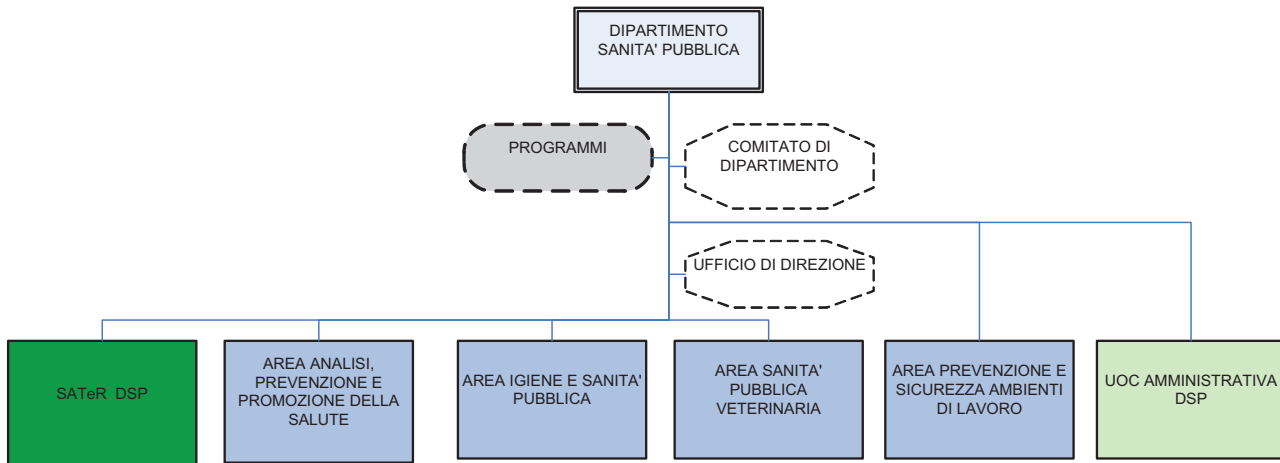 DIPARTIMENTO
SANITA' PUBBLICA
PROGRAMMI
COMITATO DI
DIPARTIMENTO
UFFICIO DI DIREZIONE
SATeR DSP
AREA ANALISI,
PREVENZIONE E
PROMOZIONE DELLA
SALUTE
AREA IGIENE E SANITA'
PUBBLICA
AREA SANITA'
PUBBLICA
VETERINARIA
AREA PREVENZIONE E
SICUREZZA AMBIENTI
DI LAVORO
UOC AMMINISTRATIVA
DSP